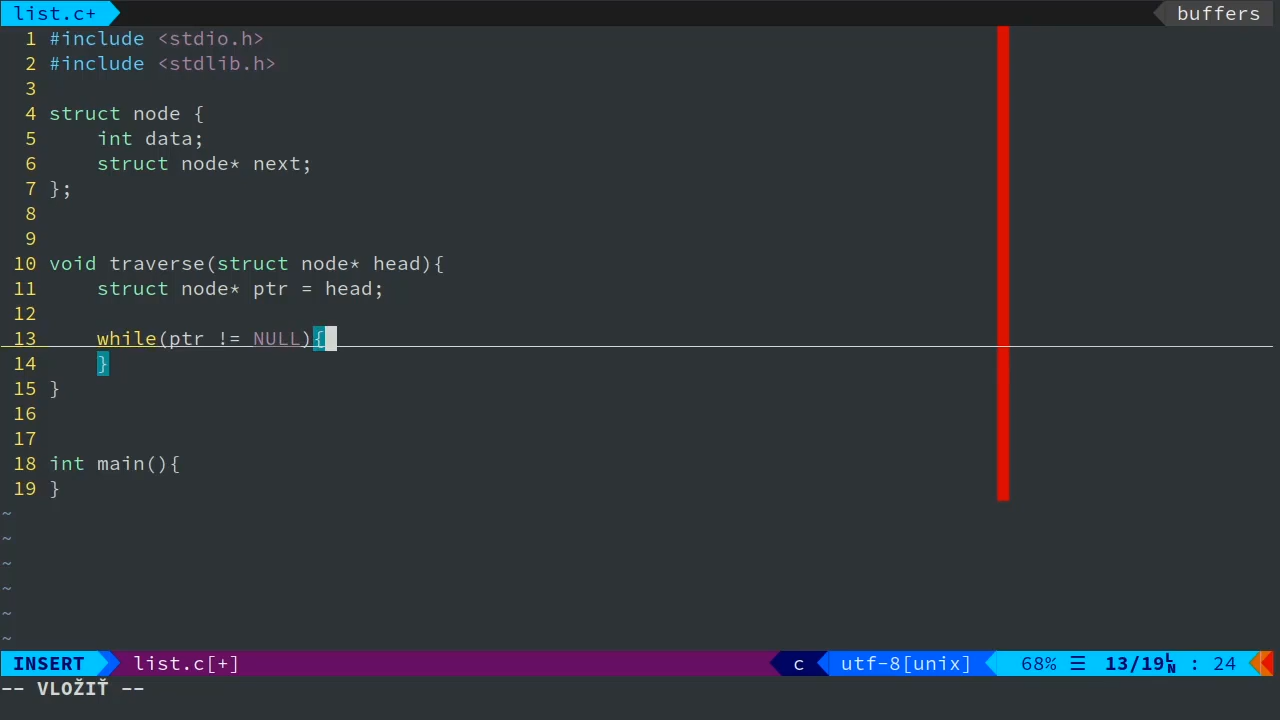 list.c+ buffers
1 #include <stdio.h>
2 #include <stdlib.h>
3
4 struct node {
5     int data;
6     struct node* next;
7 };
8
9
10 void traverse(struct node* head){
11     struct node* ptr = head;
12
13     while(ptr != NULL){
14     }
15 }
16
17
18 int main(){
19 }
~
~
~
~
~
~
INSERT list.c[+] c utf-8[unix] 68% ☰ 13/19␤ : 24
-- VLOŽIŤ --